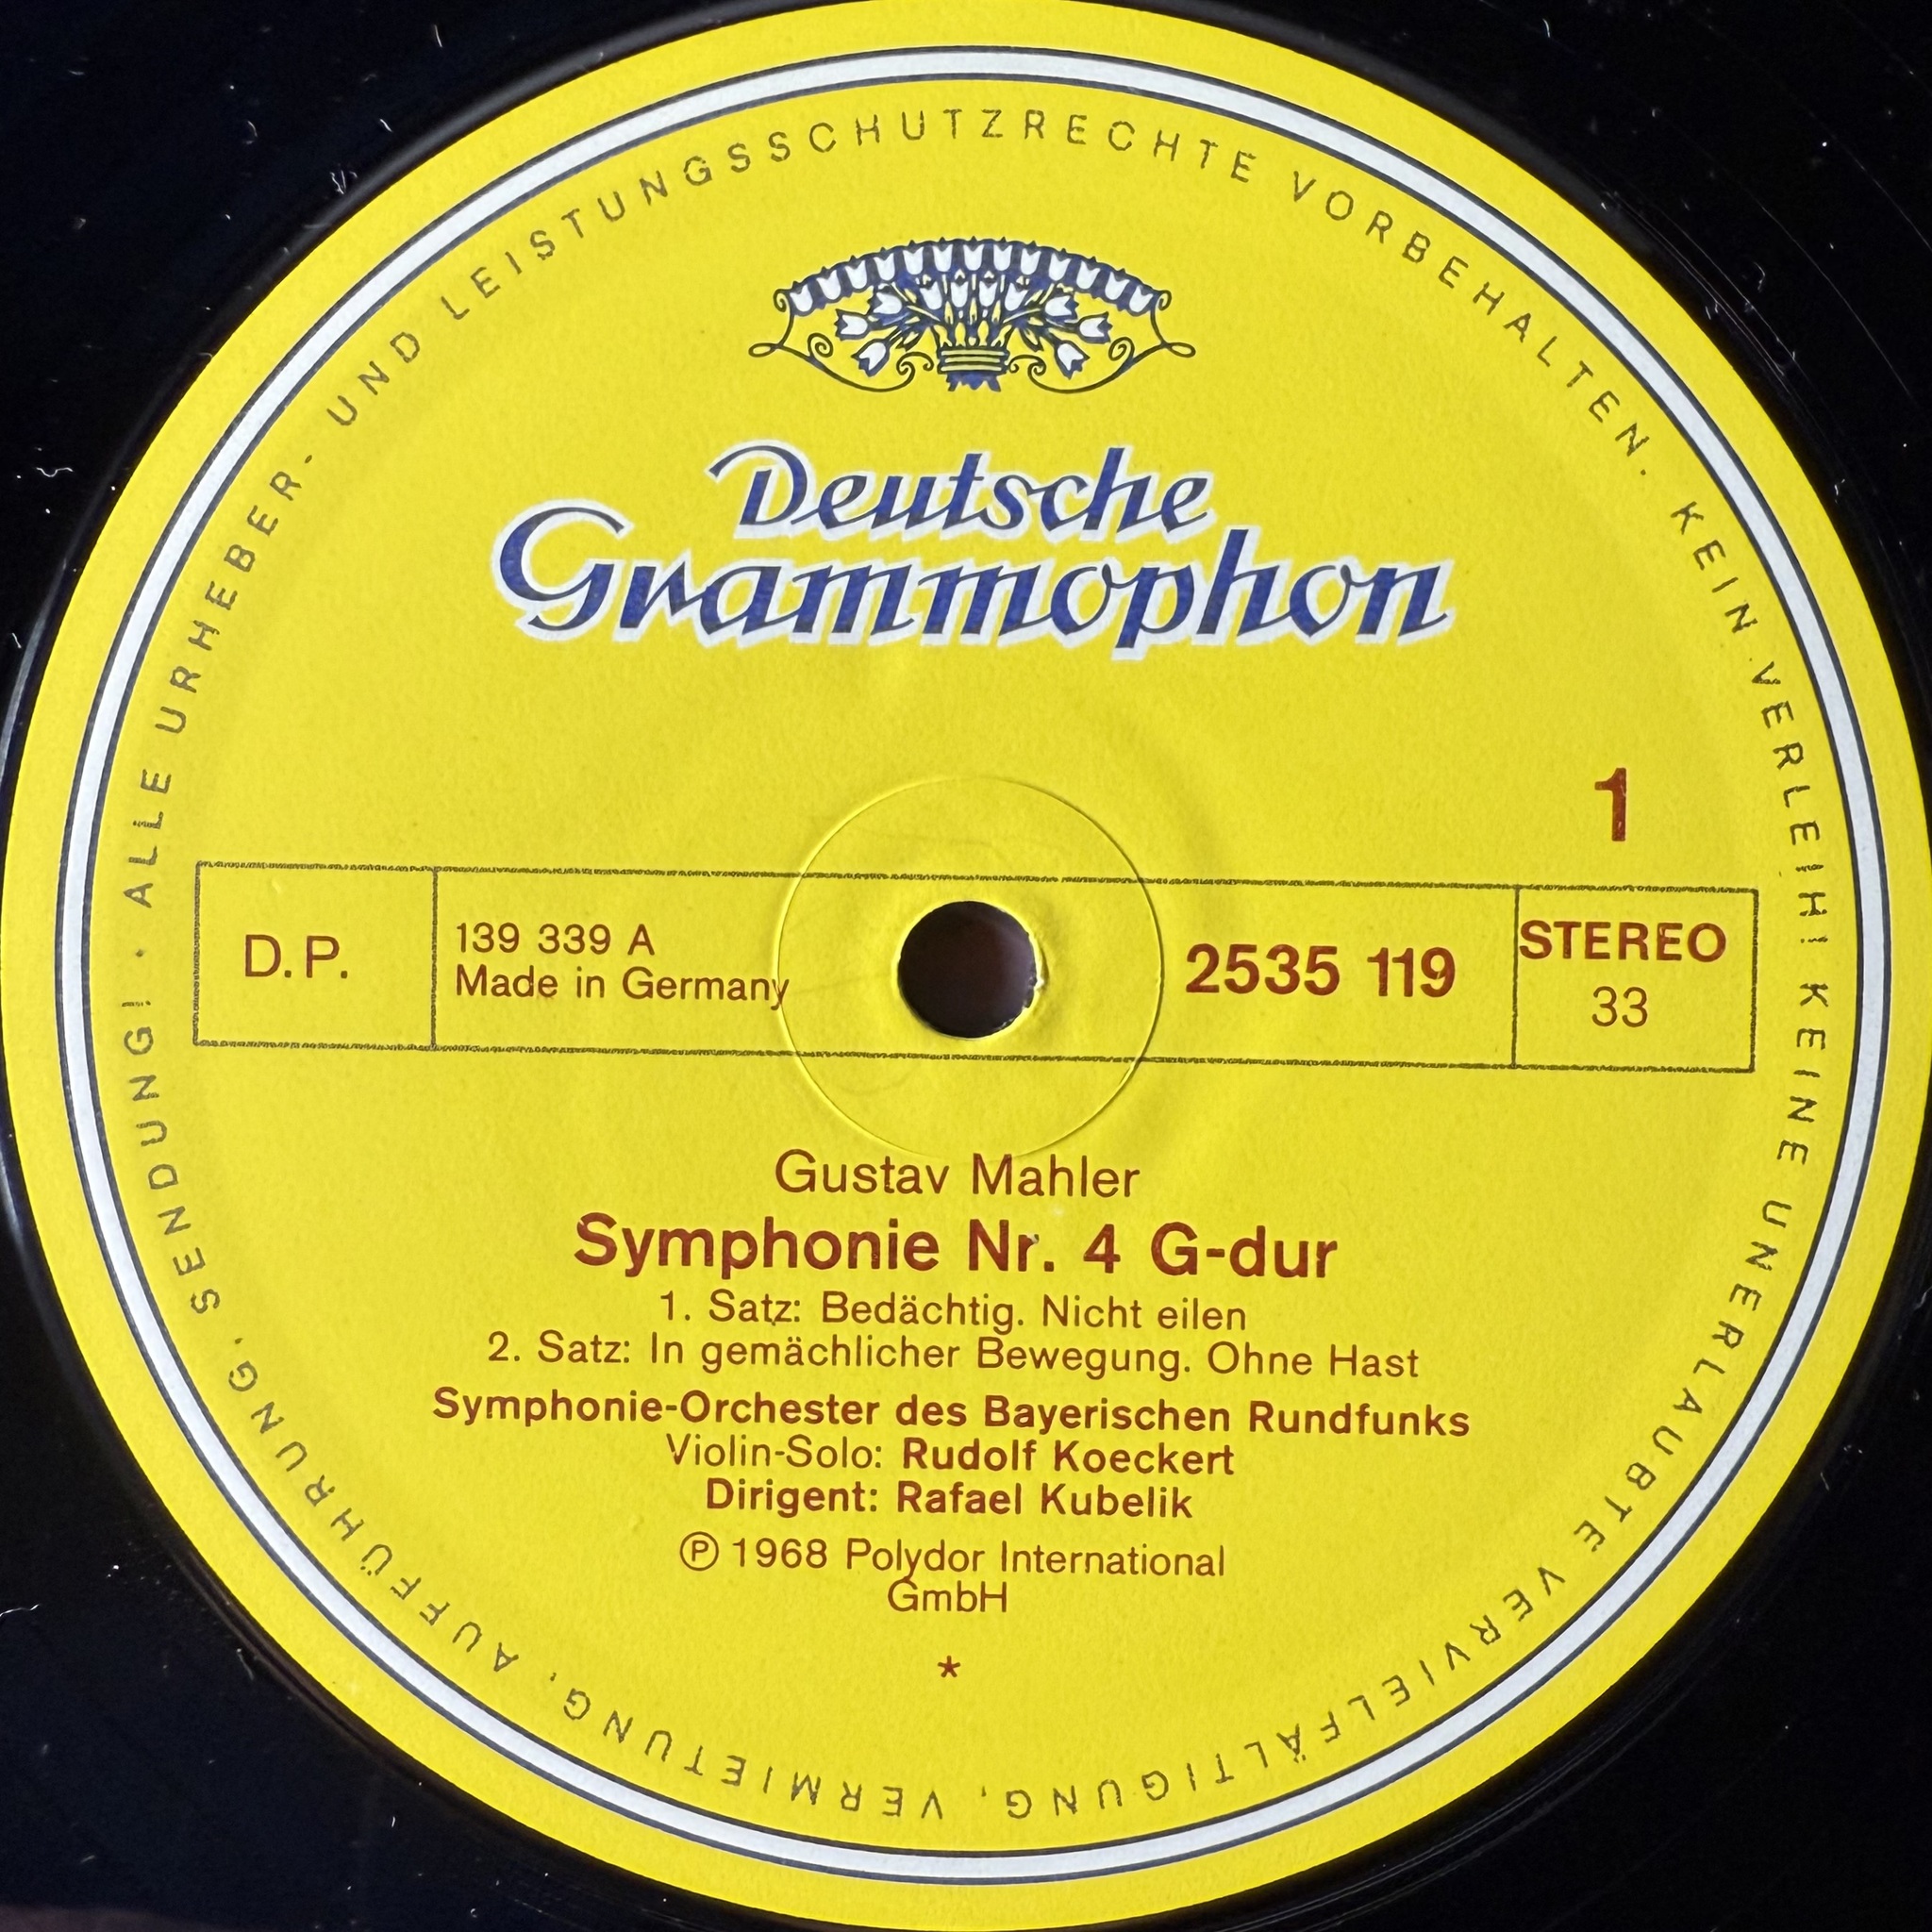 ALLE URHEBER- UND LEISTUNGSSCHUTZRECHTE VORBEHALTEN. KEIN VERLEIH! KEINE UNERLAUBTE VERVIELFÄLTIGUNG, VERMIETUNG, AUFFÜHRUNG, SENDUNG! ·
Deutsche
Grammophon
1
D.P.
139 339 A
Made in Germany
2535 119
STEREO
33
Gustav Mahler
Symphonie Nr. 4 G-dur
1. Satz: Bedächtig. Nicht eilen
2. Satz: In gemächlicher Bewegung. Ohne Hast
Symphonie-Orchester des Bayerischen Rundfunks
Violin-Solo: Rudolf Koeckert
Dirigent: Rafael Kubelik
℗ 1968 Polydor International
GmbH
*